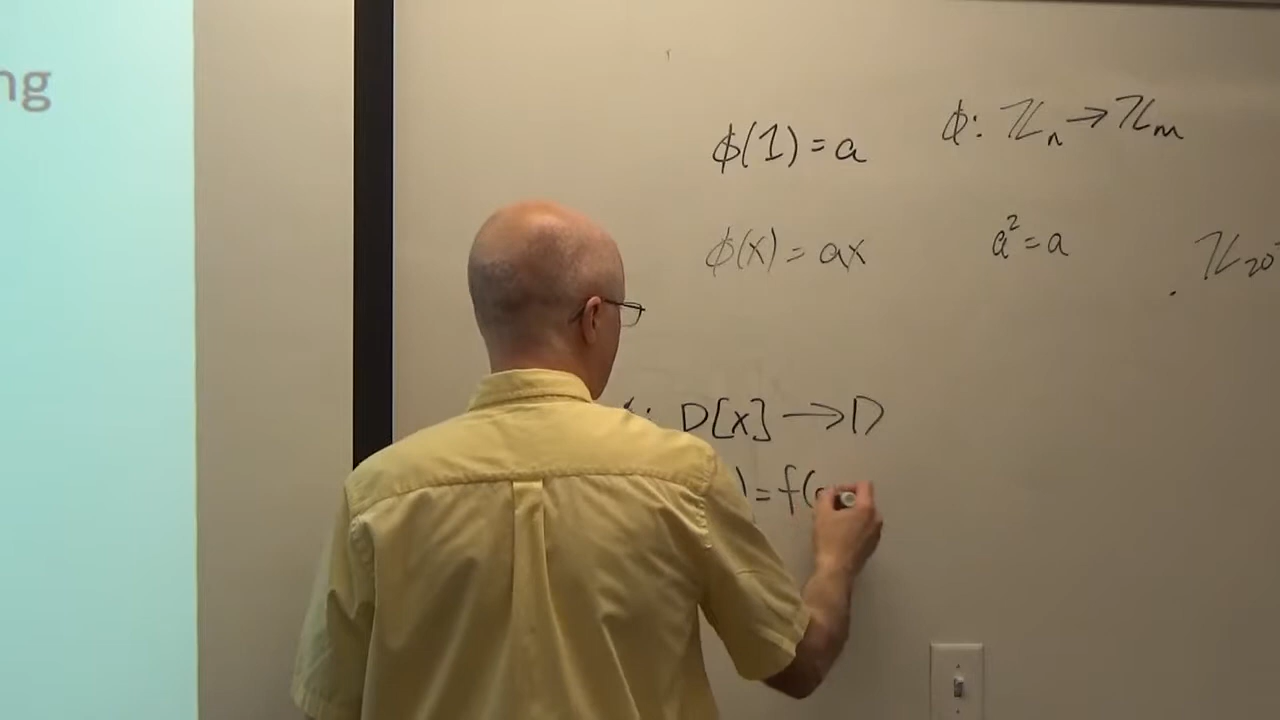 ng
ϕ(1) = a
ϕ: ℤₙ → ℤₘ
ϕ(x) = ax
a² = a
ℤ₂₀
: D[x] → D
) = f(